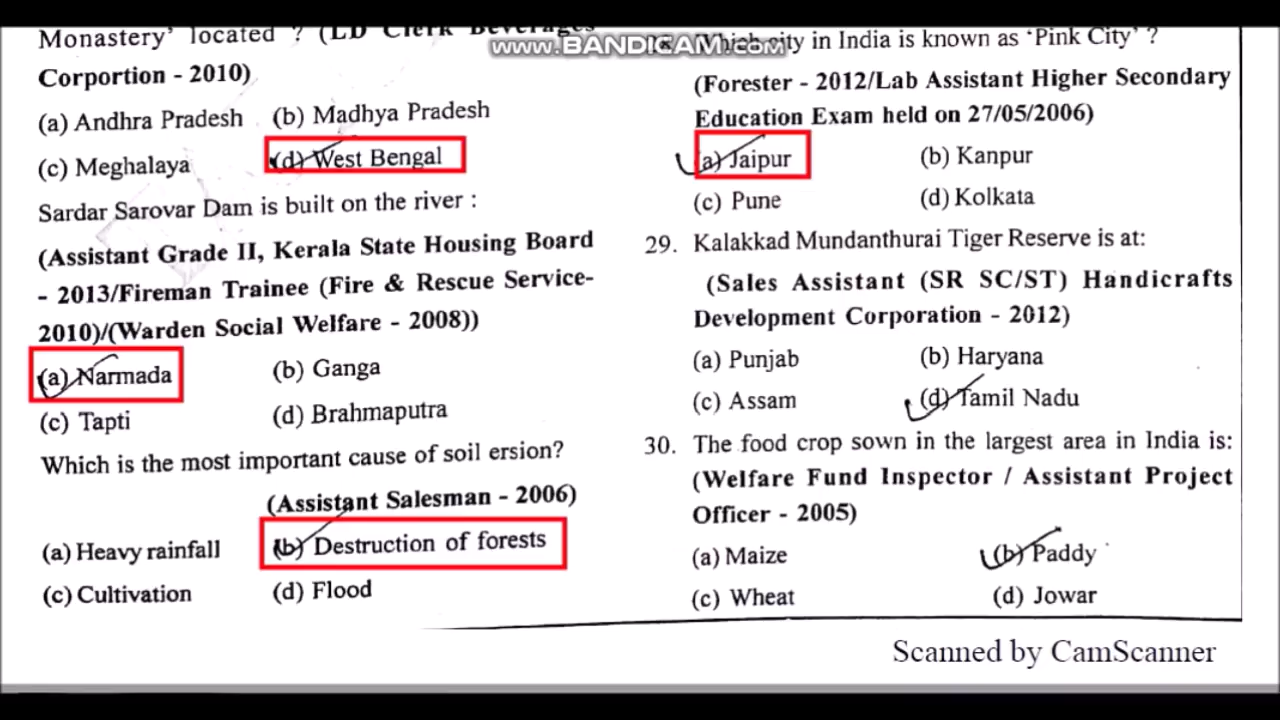 Monastery' located ? (LD Clerk Beverages
Corportion - 2010)
(a) Andhra Pradesh (b) Madhya Pradesh
(c) Meghalaya (d) West Bengal
Sardar Sarovar Dam is built on the river :
(Assistant Grade II, Kerala State Housing Board
- 2013/Fireman Trainee (Fire & Rescue Service-
2010)/(Warden Social Welfare - 2008))
(a) Narmada (b) Ganga
(c) Tapti (d) Brahmaputra
Which is the most important cause of soil ersion?
(Assistant Salesman - 2006)
(a) Heavy rainfall (b) Destruction of forests
(c) Cultivation (d) Flood
www.BANDICAM.com
Which city in India is known as 'Pink City' ?
(Forester - 2012/Lab Assistant Higher Secondary
Education Exam held on 27/05/2006)
(a) Jaipur (b) Kanpur
(c) Pune (d) Kolkata
29. Kalakkad Mundanthurai Tiger Reserve is at:
(Sales Assistant (SR SC/ST) Handicrafts
Development Corporation - 2012)
(a) Punjab (b) Haryana
(c) Assam (d) Tamil Nadu
30. The food crop sown in the largest area in India is:
(Welfare Fund Inspector / Assistant Project
Officer - 2005)
(a) Maize (b) Paddy
(c) Wheat (d) Jowar
Scanned by CamScanner